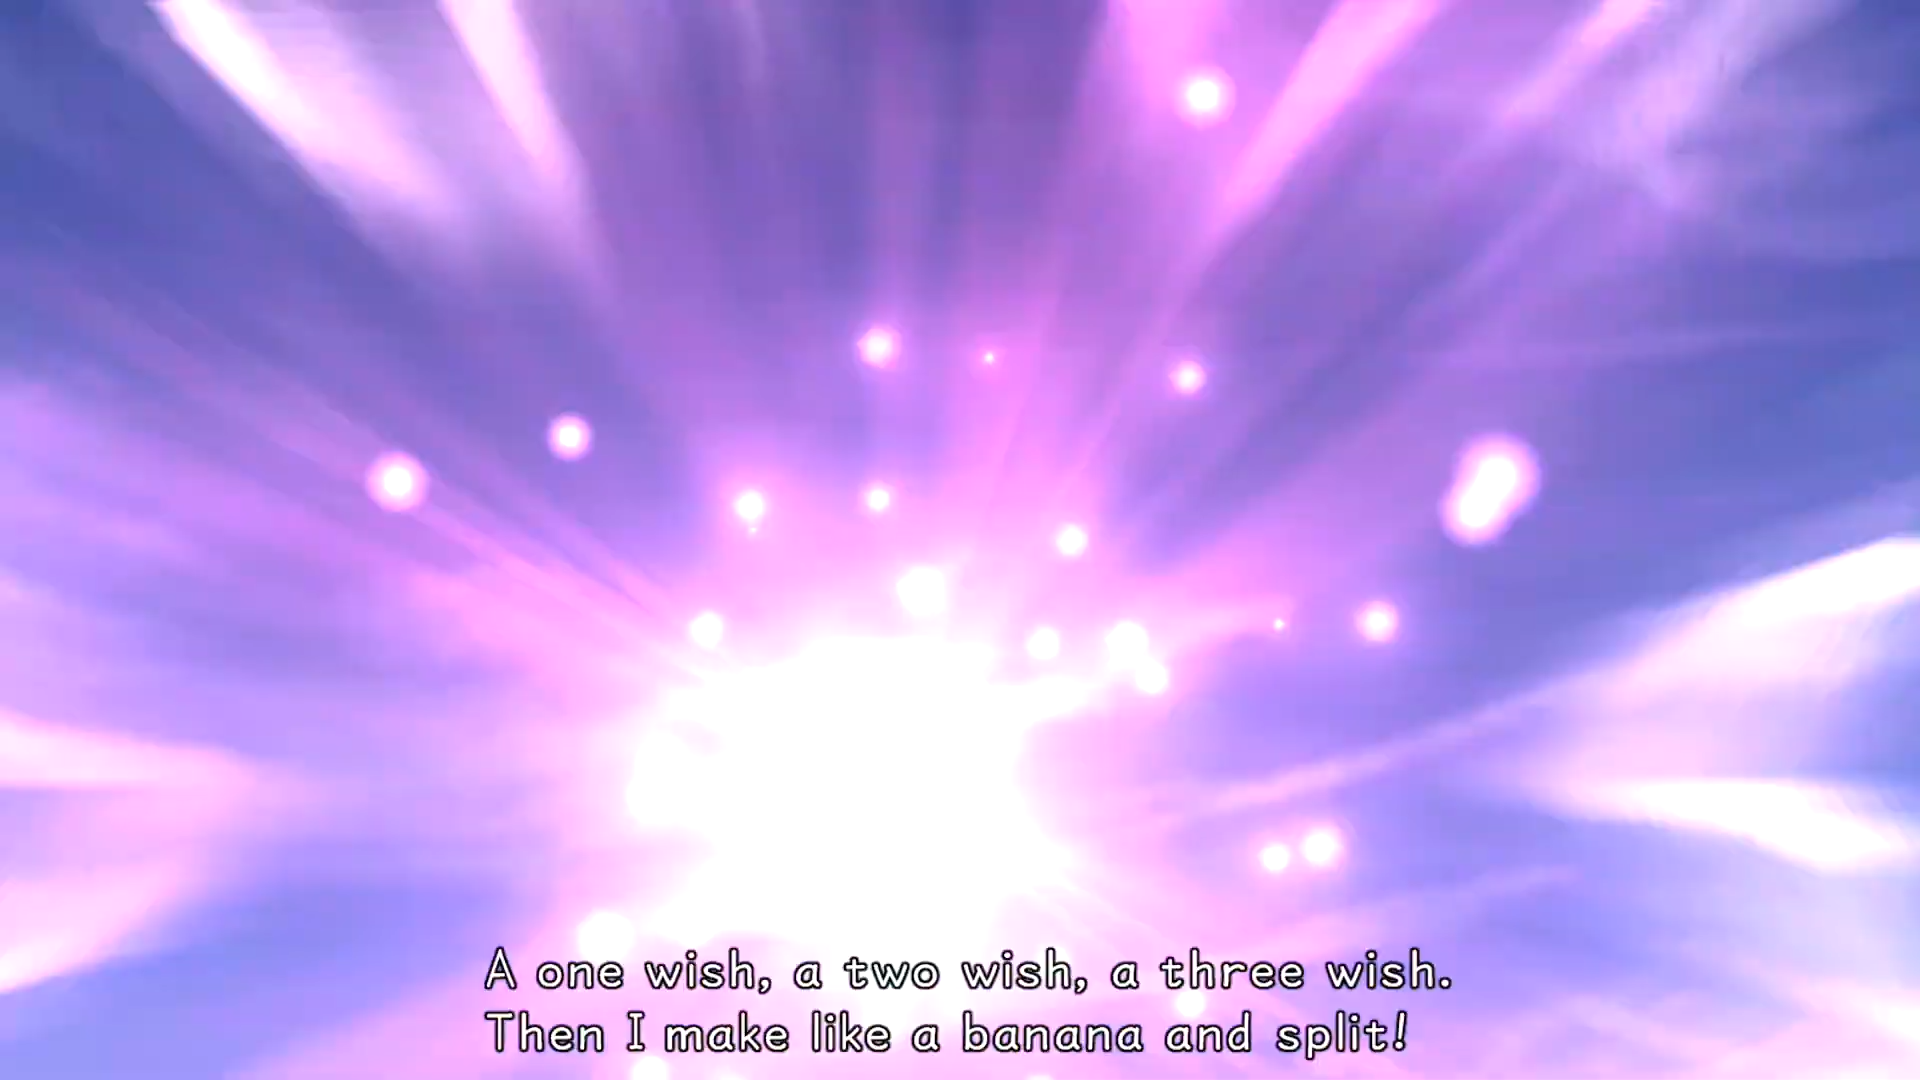 A one wish, a two wish, a three wish.
Then I make like a banana and split!